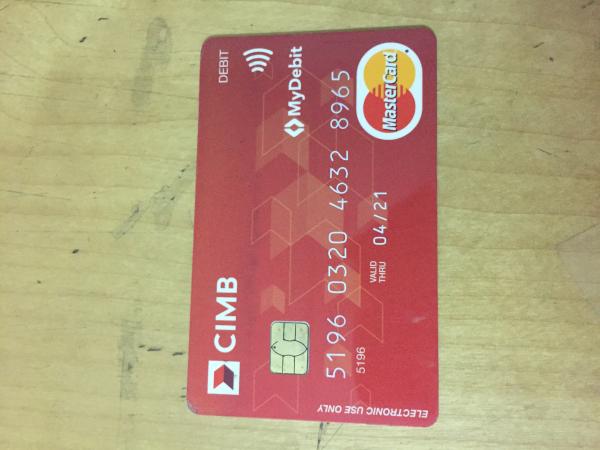 DEBIT
CIMB
MyDebit
5196 0320 4632 8965
5196
VALID
THRU
04/21
MasterCard
ELECTRONIC USE ONLY